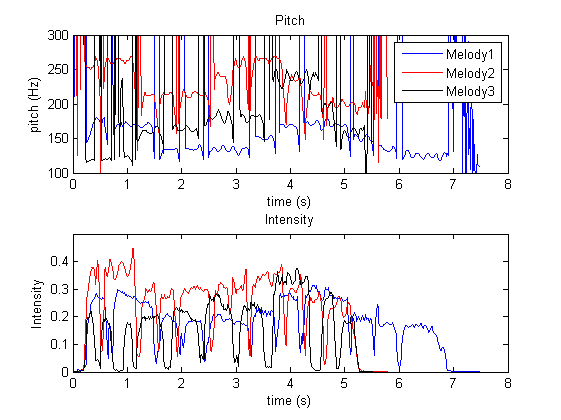 Pitch
300
250
200
150
100
pitch (Hz)
Melody1
Melody2
Melody3
0 1 2 3 4 5 6 7 8
time (s)
Intensity
0.4
0.3
0.2
0.1
0
Intensity
0 1 2 3 4 5 6 7 8
time (s)